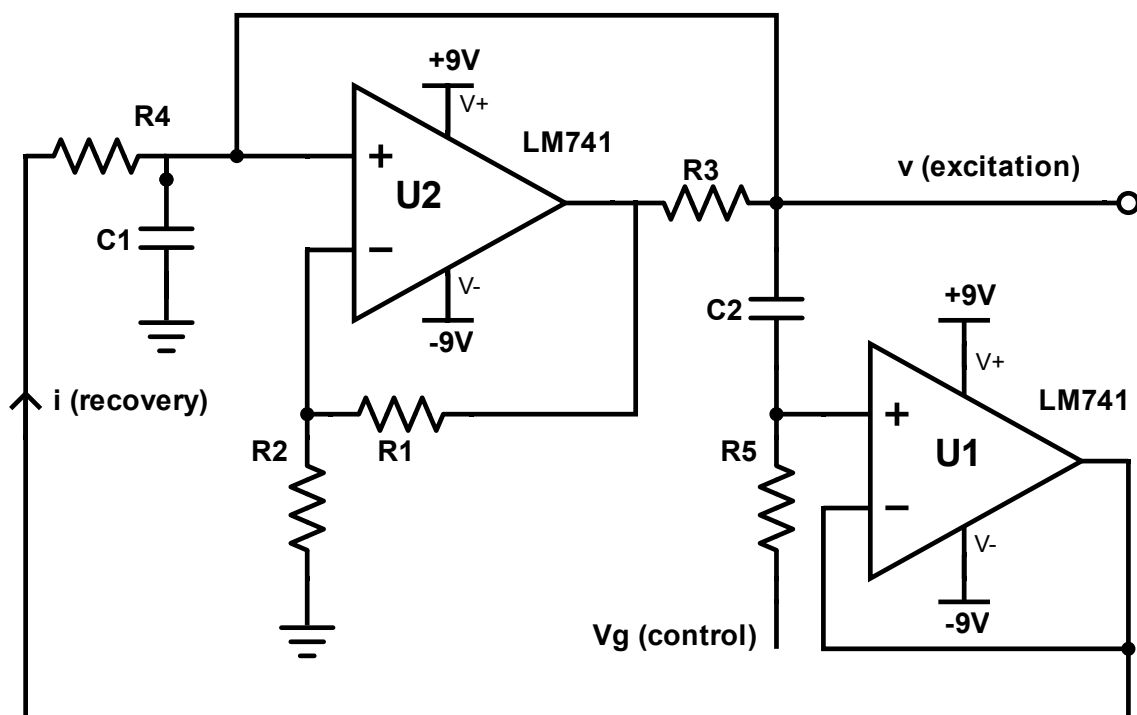 +9V
V+
R4
LM741
+
U2
R3
v (excitation)
C1
−
V-
-9V
C2
+9V
V+
i (recovery)
LM741
R2
R1
R5
+
U1
−
V-
-9V
Vg (control)